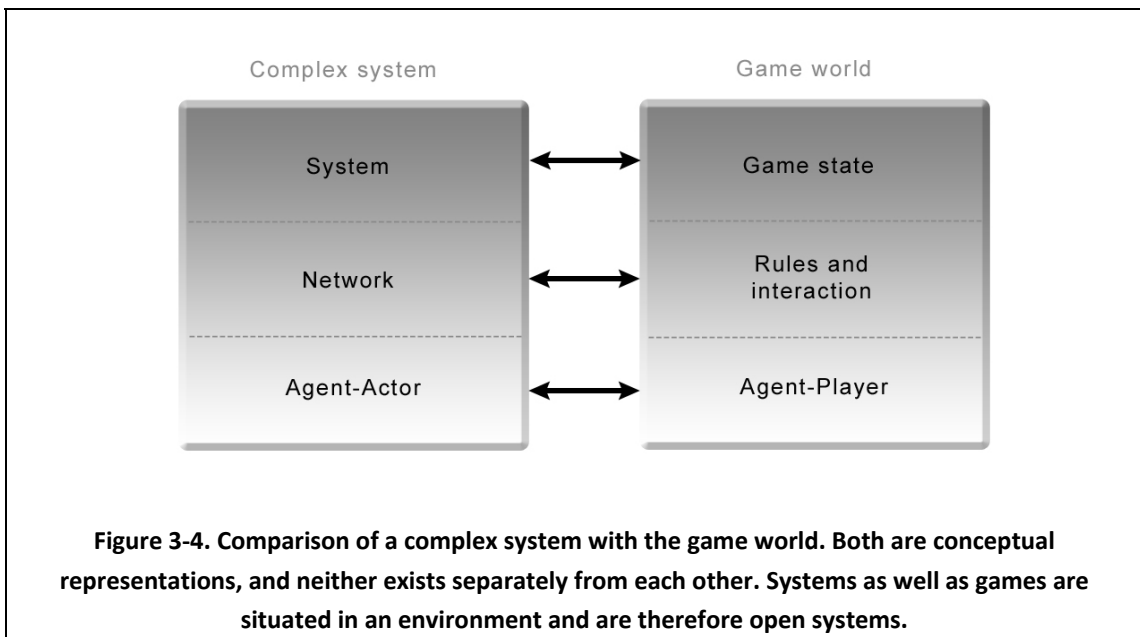 Complex system
Game world
System
Game state
Network
Rules and
interaction
Agent-Actor
Agent-Player
Figure 3-4. Comparison of a complex system with the game world. Both are conceptual
representations, and neither exists separately from each other. Systems as well as games are
situated in an environment and are therefore open systems.